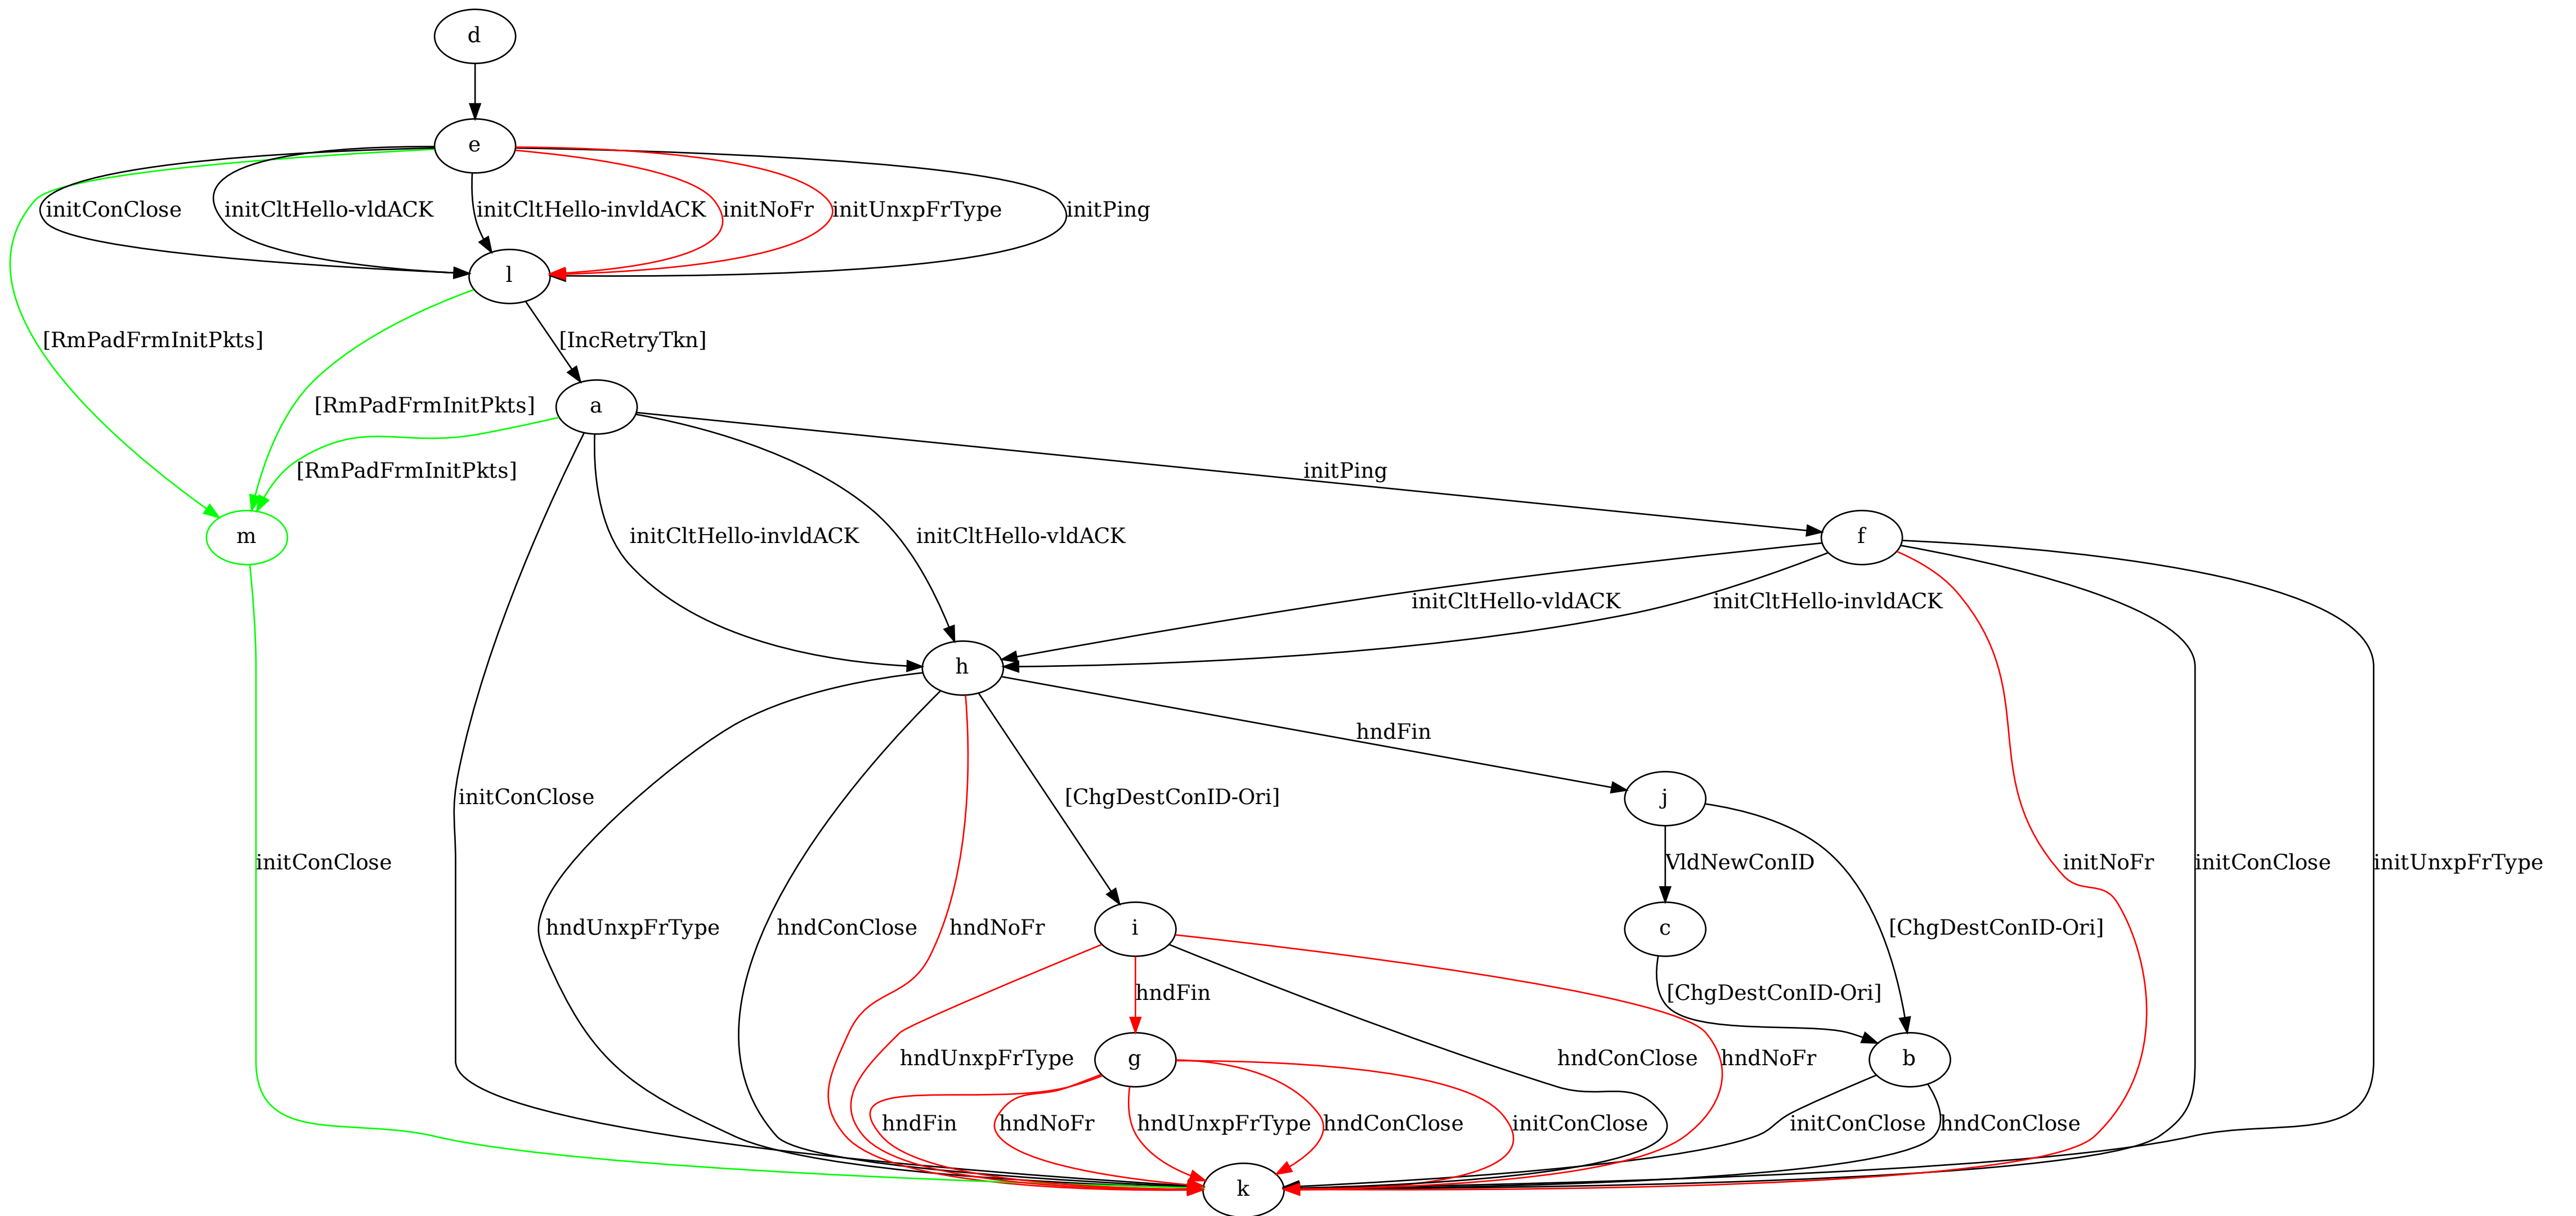 d
e
initConClose
initCltHello-vldACK
initCltHello-invldACK
initNoFr
initUnxpFrType
initPing
l
[RmPadFrmInitPkts]
[IncRetryTkn]
[RmPadFrmInitPkts]
a
[RmPadFrmInitPkts]
initPing
m
initCltHello-invldACK
initCltHello-vldACK
f
initCltHello-vldACK
initCltHello-invldACK
h
hndFin
initConClose
[ChgDestConID-Ori]
j
initConClose
VldNewConID
initNoFr
initConClose
initUnxpFrType
hndUnxpFrType
hndConClose
hndNoFr
i
c
[ChgDestConID-Ori]
hndFin
[ChgDestConID-Ori]
hndUnxpFrType
g
hndConClose
hndNoFr
b
hndFin
hndNoFr
hndUnxpFrType
hndConClose
initConClose
initConClose
hndConClose
k